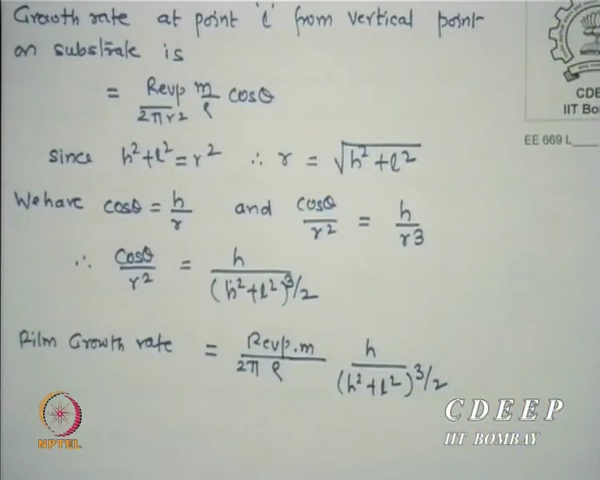 Growth rate at point 'l' from vertical point
on substrate is
= Revp/2πr2 m/ρ cosθ
since h²+l²=r² ∴ r = √h²+l²
We have cosθ = h/r and cosθ/r² = h/r3
∴ cosθ/r² = h/(h²+l²)3/2
Film Growth rate = Revp.m/2π ρ h/(h²+l²)3/2
CDE
IIT Bo
EE 669 L
NPTEL
CDEEP
IIT BOMBAY